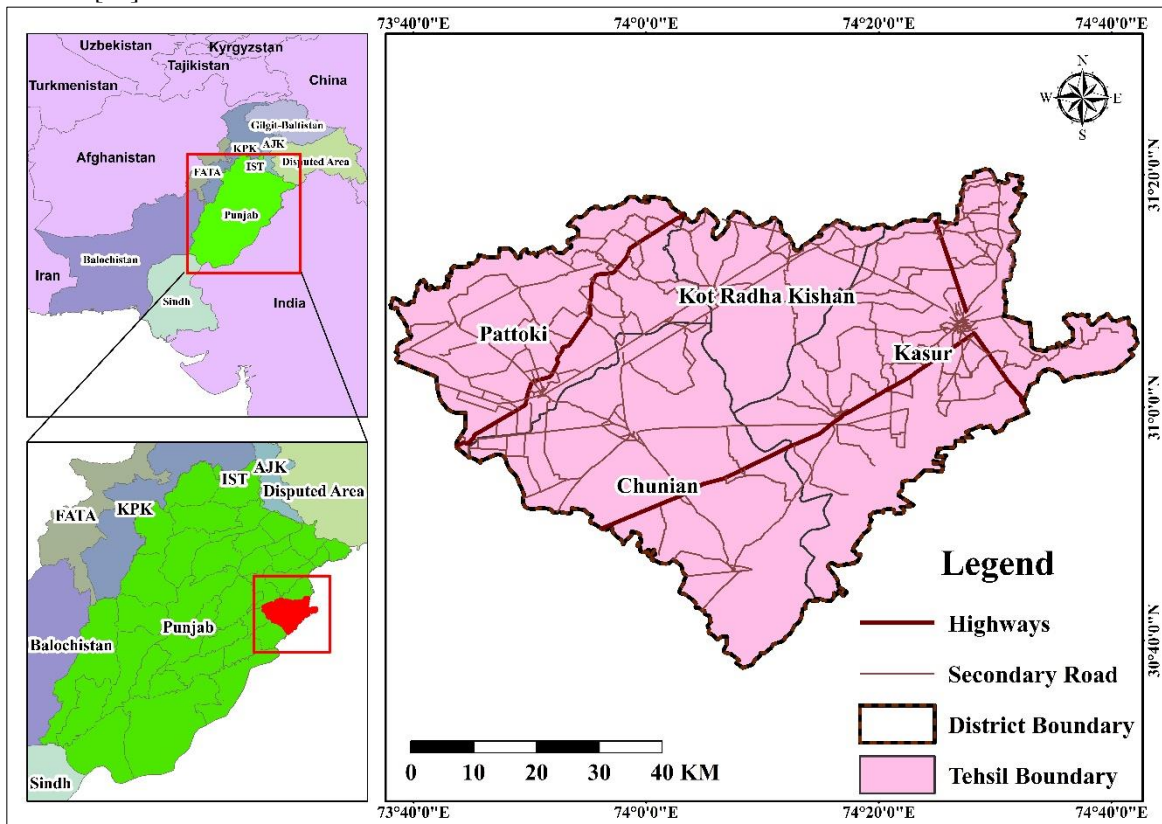 73°40'0"E
74°0'0"E
74°20'0"E
74°40'0"E
Uzbekistan
Kyrgyzstan
Tajikistan
Turkmenistan
China
Gilgit-Baltistan
Afghanistan
KPK
AJK
IST
Disputed Area
FATA
Punjab
Balochistan
Iran
Sindh
India
AJK
IST
Disputed Area
KPK
FATA
Punjab
Balochistan
Sindh
N
W
E
S
31°20'0"N
31°0'0"N
30°40'0"N
Kot Radha Kishan
Pattoki
Kasur
Chunian
Legend
Highways
Secondary Road
District Boundary
Tehsil Boundary
0 10 20 30 40 KM
73°40'0"E
74°0'0"E
74°20'0"E
74°40'0"E